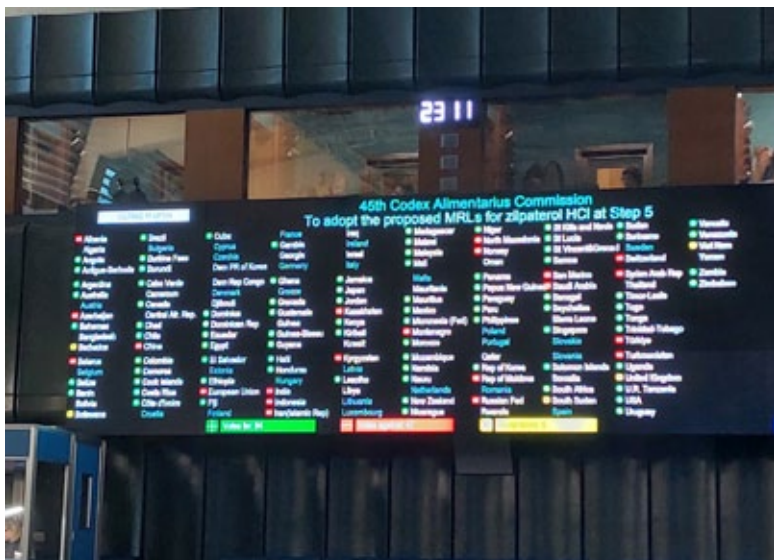 23 11
45th Codex Alimentarius Commission
To adopt the proposed MRLs for zilpaterol HCl at Step 5
Albania
Algeria
Angola
Antigua-Barbuda
Argentina
Australia
Austria
Azerbaijan
Bahamas
Bangladesh
Barbados
Belarus
Belgium
Belize
Benin
Bolivia
Botswana
Brazil
Bulgaria
Burkina Faso
Burundi
Cabo Verde
Cameroon
Canada
Central Afr. Rep.
Chad
Chile
China
Colombia
Comoros
Cook Islands
Costa Rica
Côte d'Ivoire
Croatia
Cuba
Cyprus
Czechia
Dem PR of Korea
Dem Rep Congo
Denmark
Djibouti
Dominica
Dominican Rep
Ecuador
Egypt
El Salvador
Estonia
Ethiopia
European Union
Fiji
Finland
France
Gambia
Georgia
Germany
Ghana
Greece
Grenada
Guatemala
Guinea
Guinea-Bissau
Guyana
Haiti
Honduras
Hungary
India
Indonesia
Iran(Islamic Rep)
Iraq
Ireland
Israel
Italy
Jamaica
Japan
Jordan
Kazakhstan
Kenya
Kiribati
Kuwait
Kyrgyzstan
Latvia
Lesotho
Libya
Lithuania
Luxembourg
Madagascar
Malawi
Malaysia
Mali
Malta
Mauritania
Mauritius
Mexico
Micronesia (Fed)
Montenegro
Morocco
Mozambique
Namibia
Nauru
Netherlands
New Zealand
Nicaragua
Niger
North Macedonia
Norway
Oman
Panama
Papua New Guinea
Paraguay
Peru
Philippines
Poland
Portugal
Qatar
Rep of Korea
Rep of Moldova
Romania
Russian Fed
Rwanda
St Kitts and Nevis
St Lucia
St Vincent&Grenad
Samoa
San Marino
Saudi Arabia
Senegal
Seychelles
Sierra Leone
Singapore
Slovakia
Slovenia
Solomon Islands
Somalia
South Africa
South Sudan
Spain
Sudan
Suriname
Sweden
Switzerland
Syrian Arab Rep
Thailand
Timor-Leste
Togo
Tonga
Trinidad-Tobago
Türkiye
Turkmenistan
Uganda
United Kingdom
U.R. Tanzania
USA
Uruguay
Vanuatu
Venezuela
Viet Nam
Yemen
Zambia
Zimbabwe
Votes for
Votes against